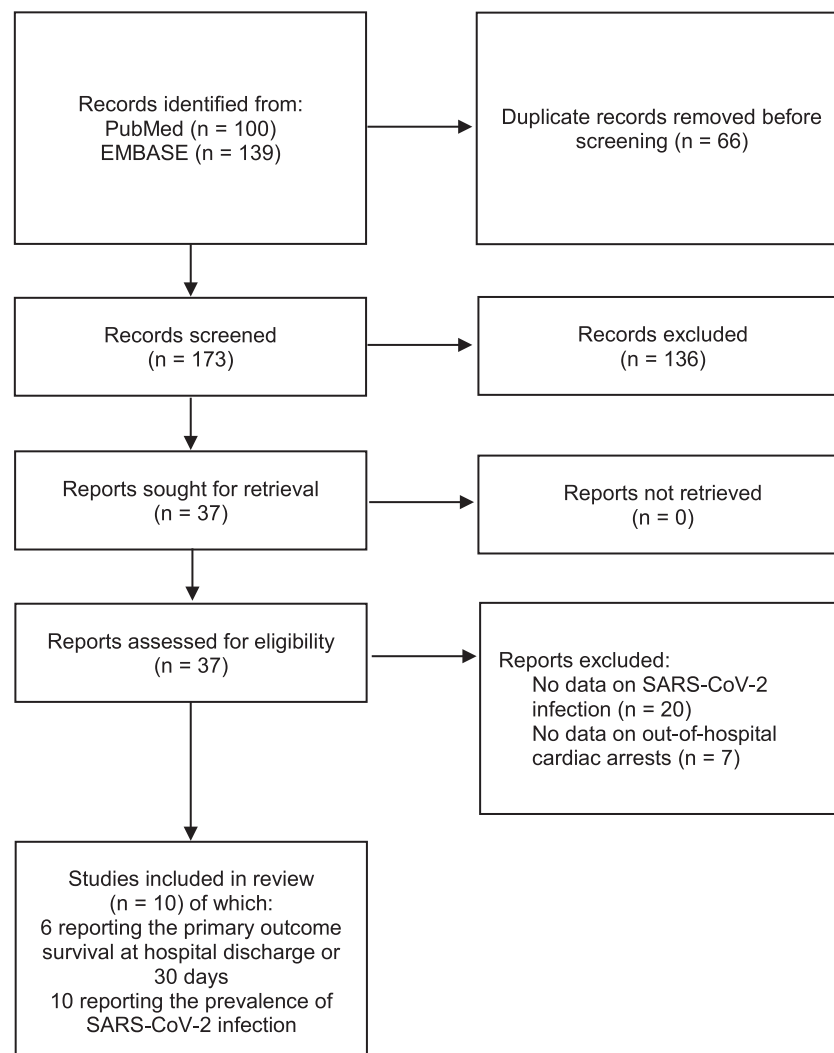 Records identified from:
PubMed (n = 100)
EMBASE (n = 139)
Duplicate records removed before
screening (n = 66)
Records screened
(n = 173)
Records excluded
(n = 136)
Reports sought for retrieval
(n = 37)
Reports not retrieved
(n = 0)
Reports assessed for eligibility
(n = 37)
Reports excluded:
No data on SARS-CoV-2
infection (n = 20)
No data on out-of-hospital
cardiac arrests (n = 7)
Studies included in review
(n = 10) of which:
6 reporting the primary outcome
survival at hospital discharge or
30 days
10 reporting the prevalence of
SARS-CoV-2 infection